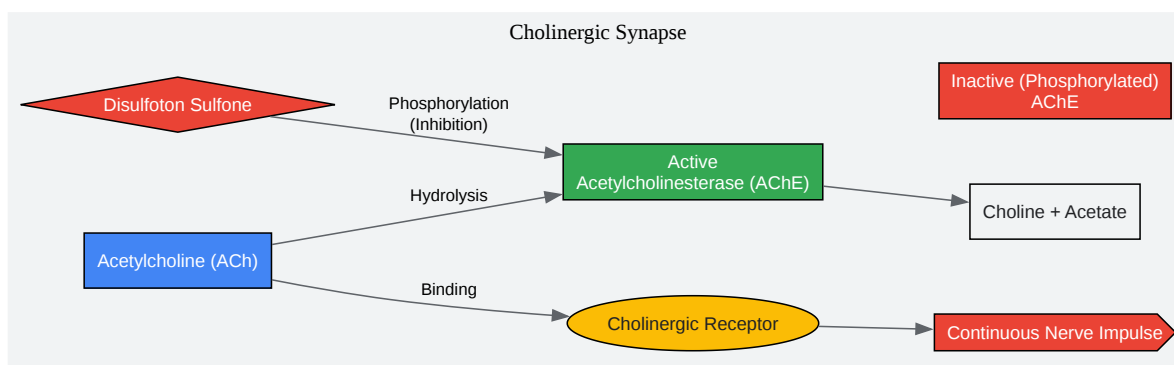 Cholinergic Synapse
Disulfoton Sulfone
Phosphorylation
(Inhibition)
Inactive (Phosphorylated)
AChE
Active
Acetylcholinesterase (AChE)
Hydrolysis
Choline + Acetate
Acetylcholine (ACh)
Binding
Cholinergic Receptor
Continuous Nerve Impulse